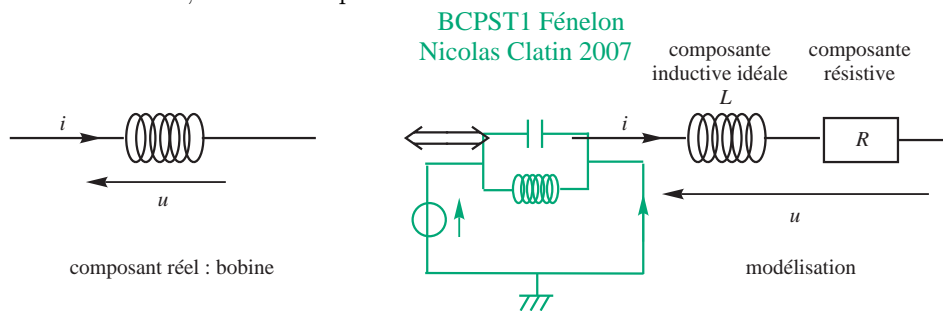 BCPST1 Fénelon
Nicolas Clatin 2007
composante
inductive idéale
L
composante
résistive
i
u
i
R
u
composant réel : bobine
modélisation